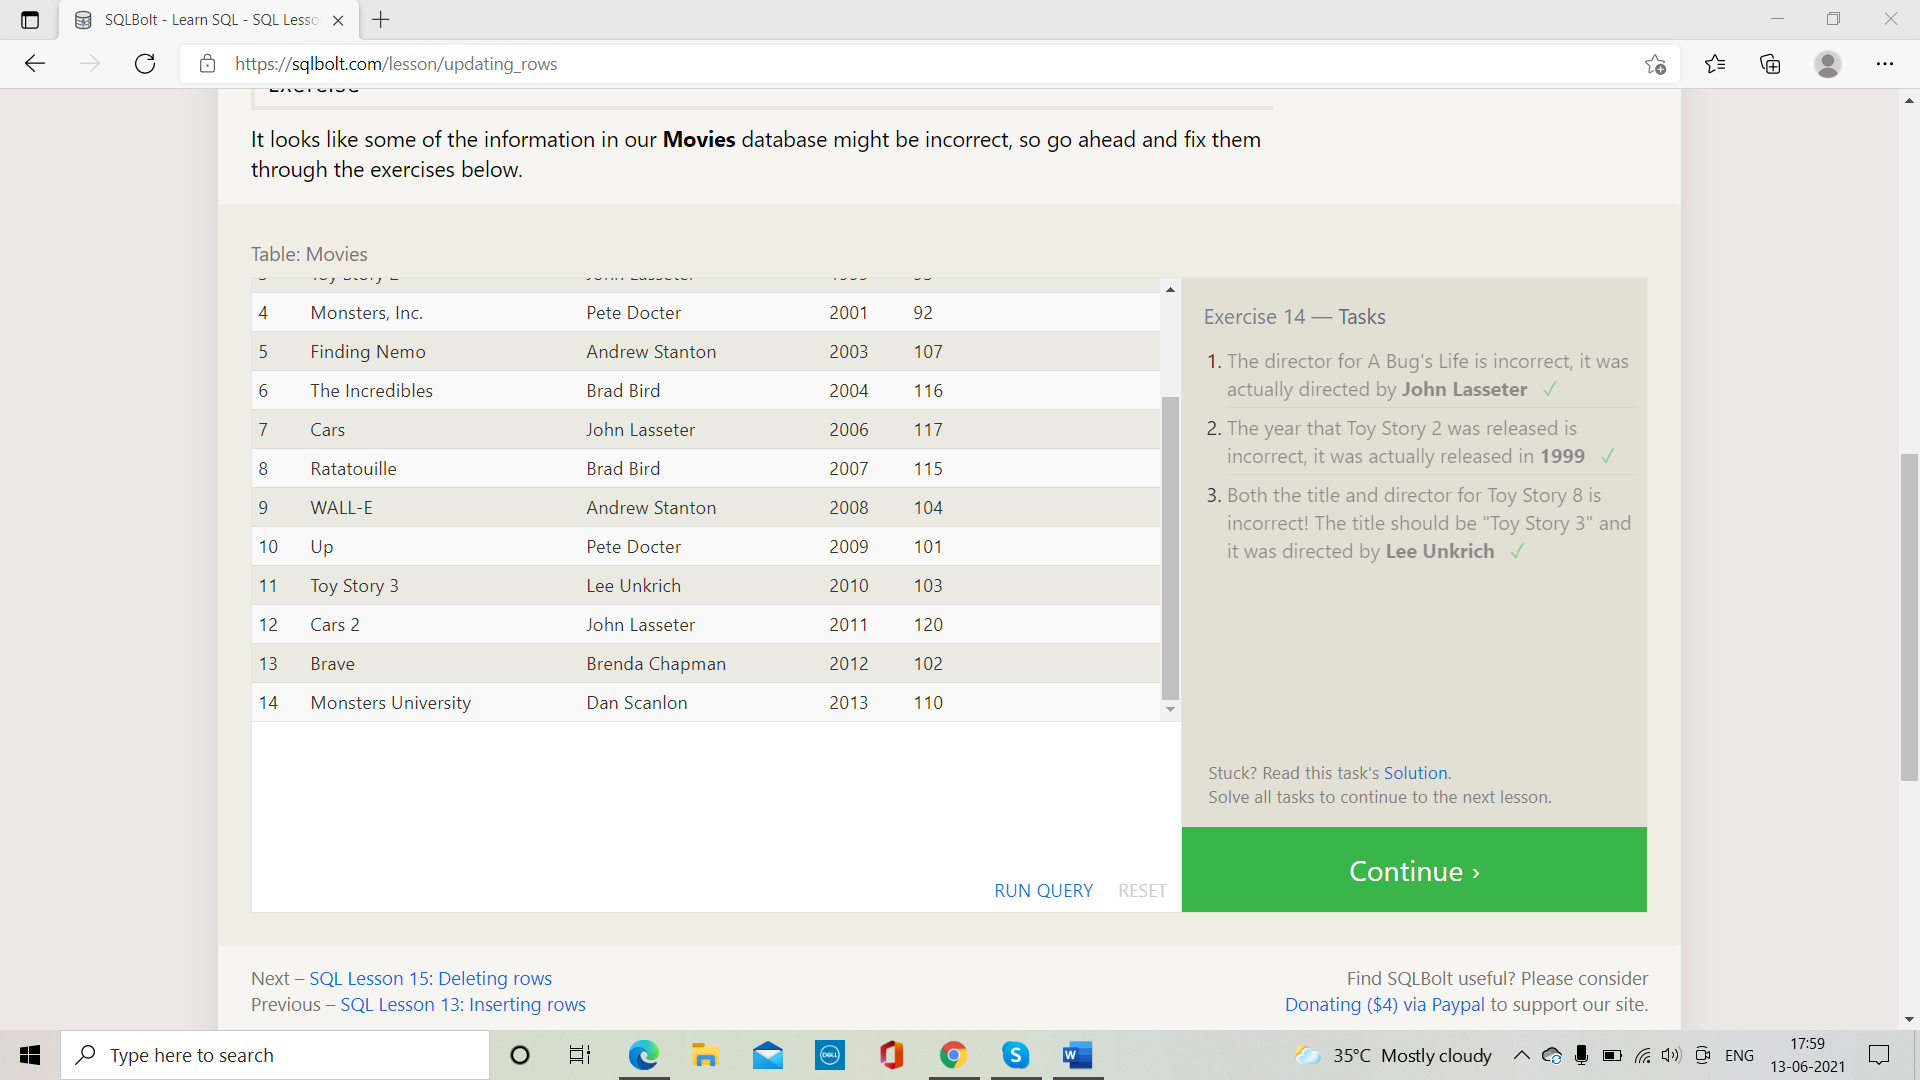 SQLBolt - Learn SQL - SQL Lesso
https://sqlbolt.com/lesson/updating_rows
Exercise
It looks like some of the information in our Movies database might be incorrect, so go ahead and fix them
through the exercises below.
Table: Movies
3 Toy Story 2 John Lasseter 1999 93
4 Monsters, Inc. Pete Docter 2001 92
5 Finding Nemo Andrew Stanton 2003 107
6 The Incredibles Brad Bird 2004 116
7 Cars John Lasseter 2006 117
8 Ratatouille Brad Bird 2007 115
9 WALL-E Andrew Stanton 2008 104
10 Up Pete Docter 2009 101
11 Toy Story 3 Lee Unkrich 2010 103
12 Cars 2 John Lasseter 2011 120
13 Brave Brenda Chapman 2012 102
14 Monsters University Dan Scanlon 2013 110
RUN QUERY RESET
Exercise 14 — Tasks
1. The director for A Bug's Life is incorrect, it was
actually directed by John Lasseter ✓
2. The year that Toy Story 2 was released is
incorrect, it was actually released in 1999 ✓
3. Both the title and director for Toy Story 8 is
incorrect! The title should be "Toy Story 3" and
it was directed by Lee Unkrich ✓
Stuck? Read this task's Solution.
Solve all tasks to continue to the next lesson.
Continue ›
Next – SQL Lesson 15: Deleting rows
Previous – SQL Lesson 13: Inserting rows
Find SQLBolt useful? Please consider
Donating ($4) via Paypal to support our site.
Type here to search
DELL
S
W
35°C Mostly cloudy
ENG
17:59
13-06-2021